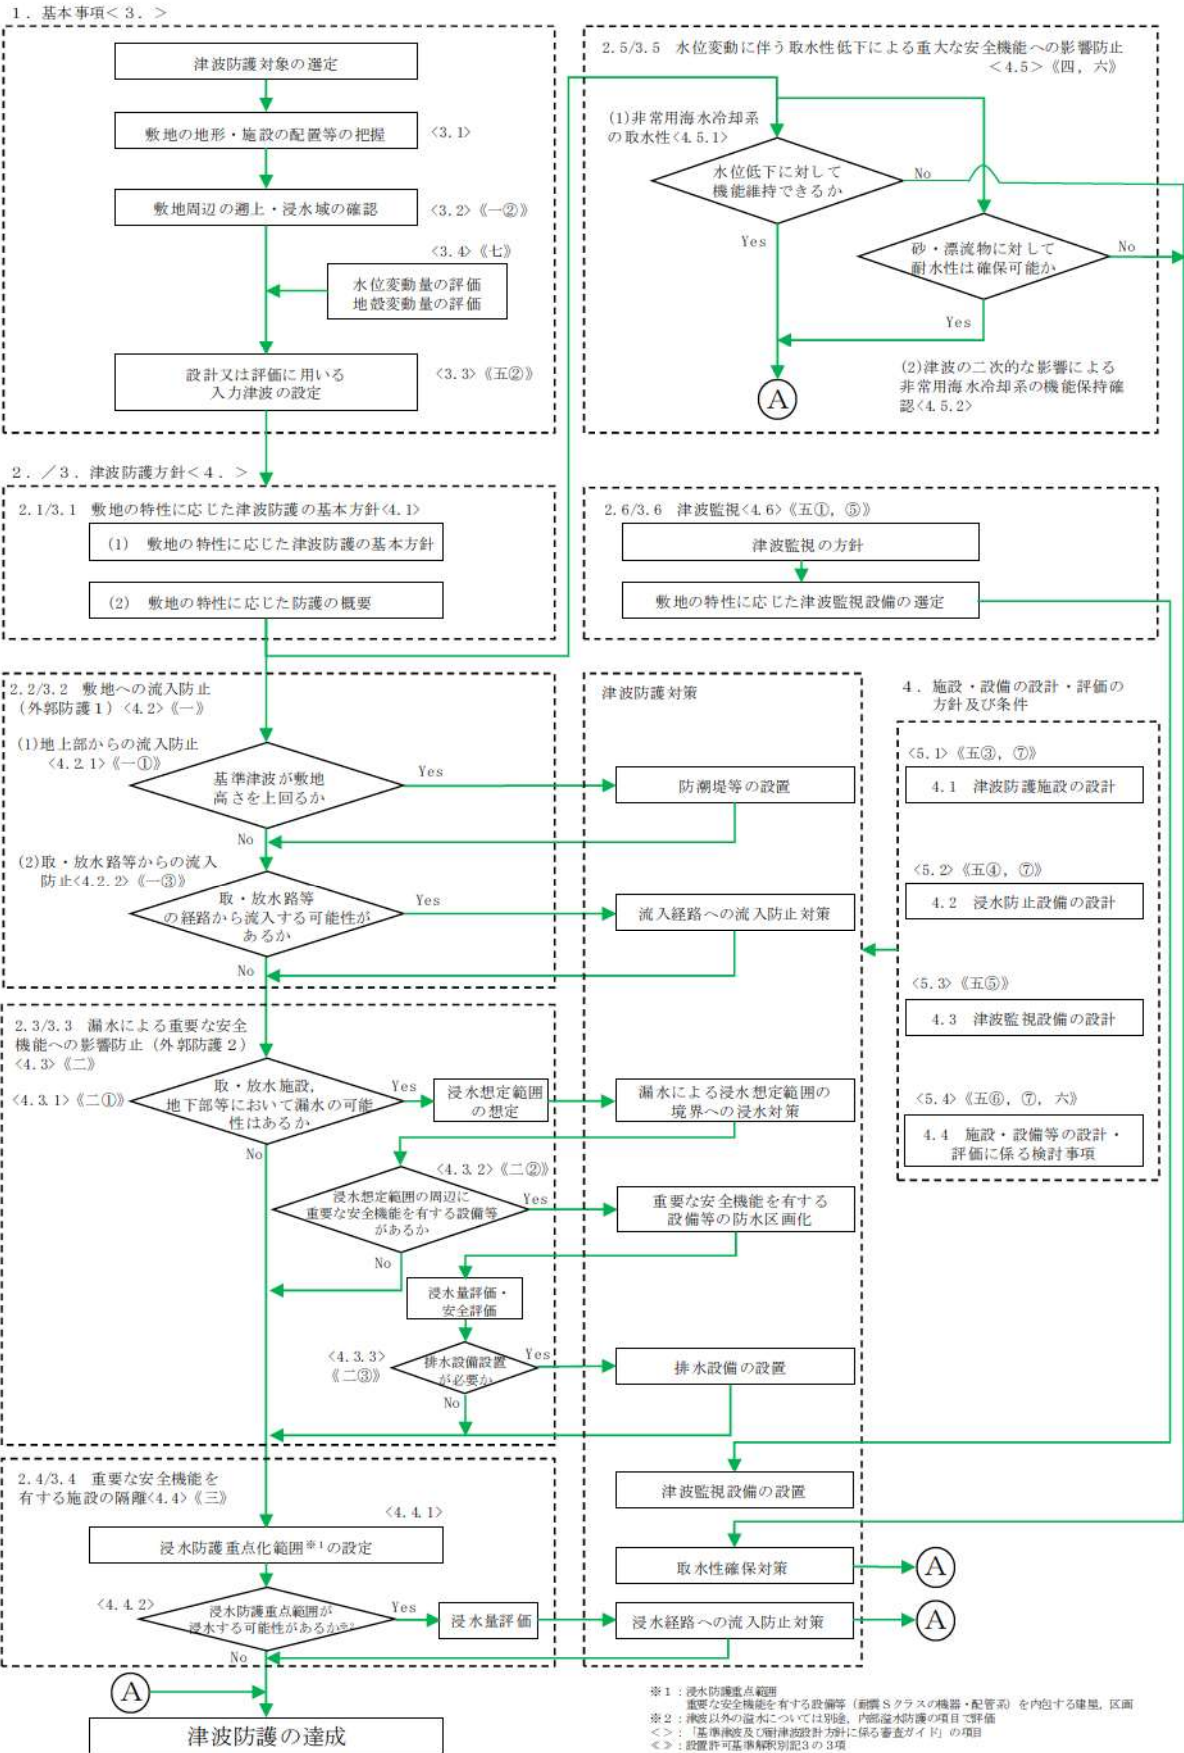 1. 基本事項<3.>
津波防護対象の選定
敷地の地形・施設の配置等の把握
<3.1>
敷地周辺の遡上・浸水域の確認
<3.2>《一②》
<3.4>《七》
水位変動量の評価
地殻変動量の評価
設計又は評価に用いる
入力津波の設定
<3.3>《五②》
2.5/3.5 水位変動に伴う取水性低下による重大な安全機能への影響防止
<4.5>《四, 六》
(1)非常用海水冷却系
の取水性<4.5.1>
水位低下に対して
機能維持できるか
No
Yes
砂・漂流物に対して
耐水性は確保可能か
No
Yes
(2)津波の二次的な影響による
非常用海水冷却系の機能保持確
認<4.5.2>
A
2. /3. 津波防護方針<4.>
2.1/3.1 敷地の特性に応じた津波防護の基本方針<4.1>
(1) 敷地の特性に応じた津波防護の基本方針
(2) 敷地の特性に応じた防護の概要
2.6/3.6 津波監視<4.6>《五①, ⑤》
津波監視の方針
敷地の特性に応じた津波監視設備の選定
2.2/3.2 敷地への流入防止
(外郭防護1)<4.2>《一》
(1)地上部からの流入防止
<4.2.1>《一①》
基準津波が敷地
高さを上回るか
Yes
No
防潮堤等の設置
(2)取・放水路等からの流入
防止<4.2.2>《一③》
取・放水路等
の経路から流入する可能性が
あるか
Yes
No
流入経路への流入防止対策
津波防護対策
4. 施設・設備の設計・評価の
方針及び条件
<5.1>《五③, ⑦》
4.1 津波防護施設の設計
<5.2>《五④, ⑦》
4.2 浸水防止設備の設計
<5.3>《五⑤》
4.3 津波監視設備の設計
<5.4>《五⑥, ⑦, 六》
4.4 施設・設備等の設計・
評価に係る検討事項
2.3/3.3 漏水による重要な安全
機能への影響防止(外郭防護2)
<4.3>《二》
<4.3.1>《二①》
取・放水施設,
地下部等において漏水の可能
性はあるか
Yes
No
浸水想定範囲
の想定
漏水による浸水想定範囲の
境界への浸水対策
<4.3.2>《二②》
浸水想定範囲の周辺に
重要な安全機能を有する設備等
があるか
Yes
No
重要な安全機能を有する
設備等の防水区画化
浸水量評価・
安全評価
<4.3.3>
《二③》
排水設備設置
が必要か
Yes
No
排水設備の設置
津波監視設備の設置
2.4/3.4 重要な安全機能を
有する施設の隔離<4.4>《三》
<4.4.1>
浸水防護重点化範囲※1の設定
取水性確保対策
A
<4.4.2>
浸水防護重点範囲が
浸水する可能性があるか※2
Yes
No
浸水量評価
浸水経路への流入防止対策
A
A
津波防護の達成
※1:浸水防護重点範囲
重要な安全機能を有する設備等(耐震Sクラスの機器・配管系)を内包する建屋, 区画
※2:津波以外の溢水については別途, 内部溢水防護の項目で評価
<>:「基準津波及び耐津波設計方針に係る審査ガイド」の項目
《》:設置許可基準解釈別記3の3項